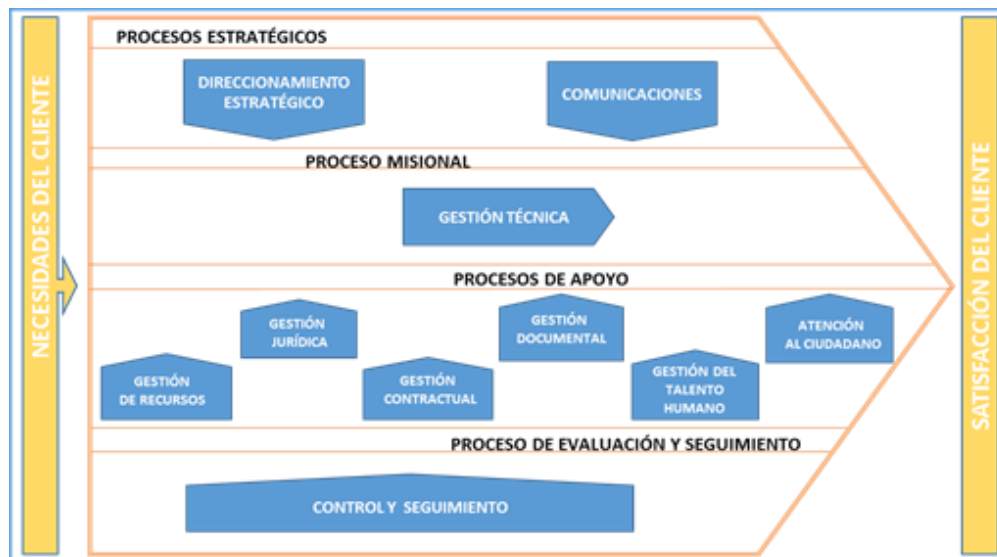 NECESIDADES DEL CLIENTE
PROCESOS ESTRATÉGICOS
DIRECCIONAMIENTO
ESTRATÉGICO
COMUNICACIONES
PROCESO MISIONAL
GESTIÓN TÉCNICA
PROCESOS DE APOYO
GESTIÓN
DE RECURSOS
GESTIÓN
JURÍDICA
GESTIÓN
CONTRACTUAL
GESTIÓN
DOCUMENTAL
GESTIÓN DEL
TALENTO
HUMANO
ATENCIÓN
AL CIUDADANO
PROCESO DE EVALUACIÓN Y SEGUIMIENTO
CONTROL Y SEGUIMIENTO
SATISFACCIÓN DEL CLIENTE